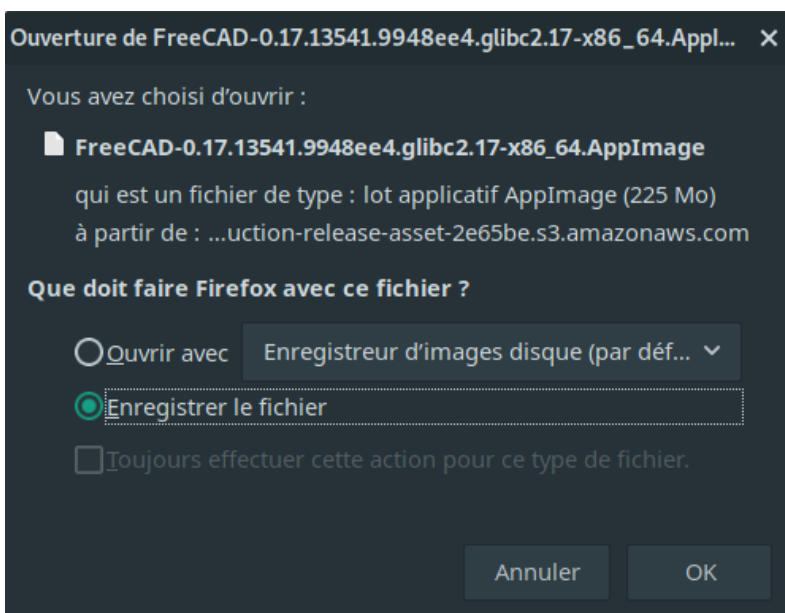 Ouverture de FreeCAD-0.17.13541.9948ee4.glibc2.17-x86_64.AppI... ×
Vous avez choisi d’ouvrir :
FreeCAD-0.17.13541.9948ee4.glibc2.17-x86_64.AppImage
qui est un fichier de type : lot applicatif AppImage (225 Mo)
à partir de : ...uction-release-asset-2e65be.s3.amazonaws.com
Que doit faire Firefox avec ce fichier ?
Ouvrir avec Enregistreur d’images disque (par déf...
Enregistrer le fichier
Toujours effectuer cette action pour ce type de fichier.
Annuler OK